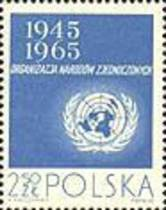 1945
1965
ORGANIZACJA NARODÓW ZJEDNOCZONYCH
2,50 ZŁ POLSKA